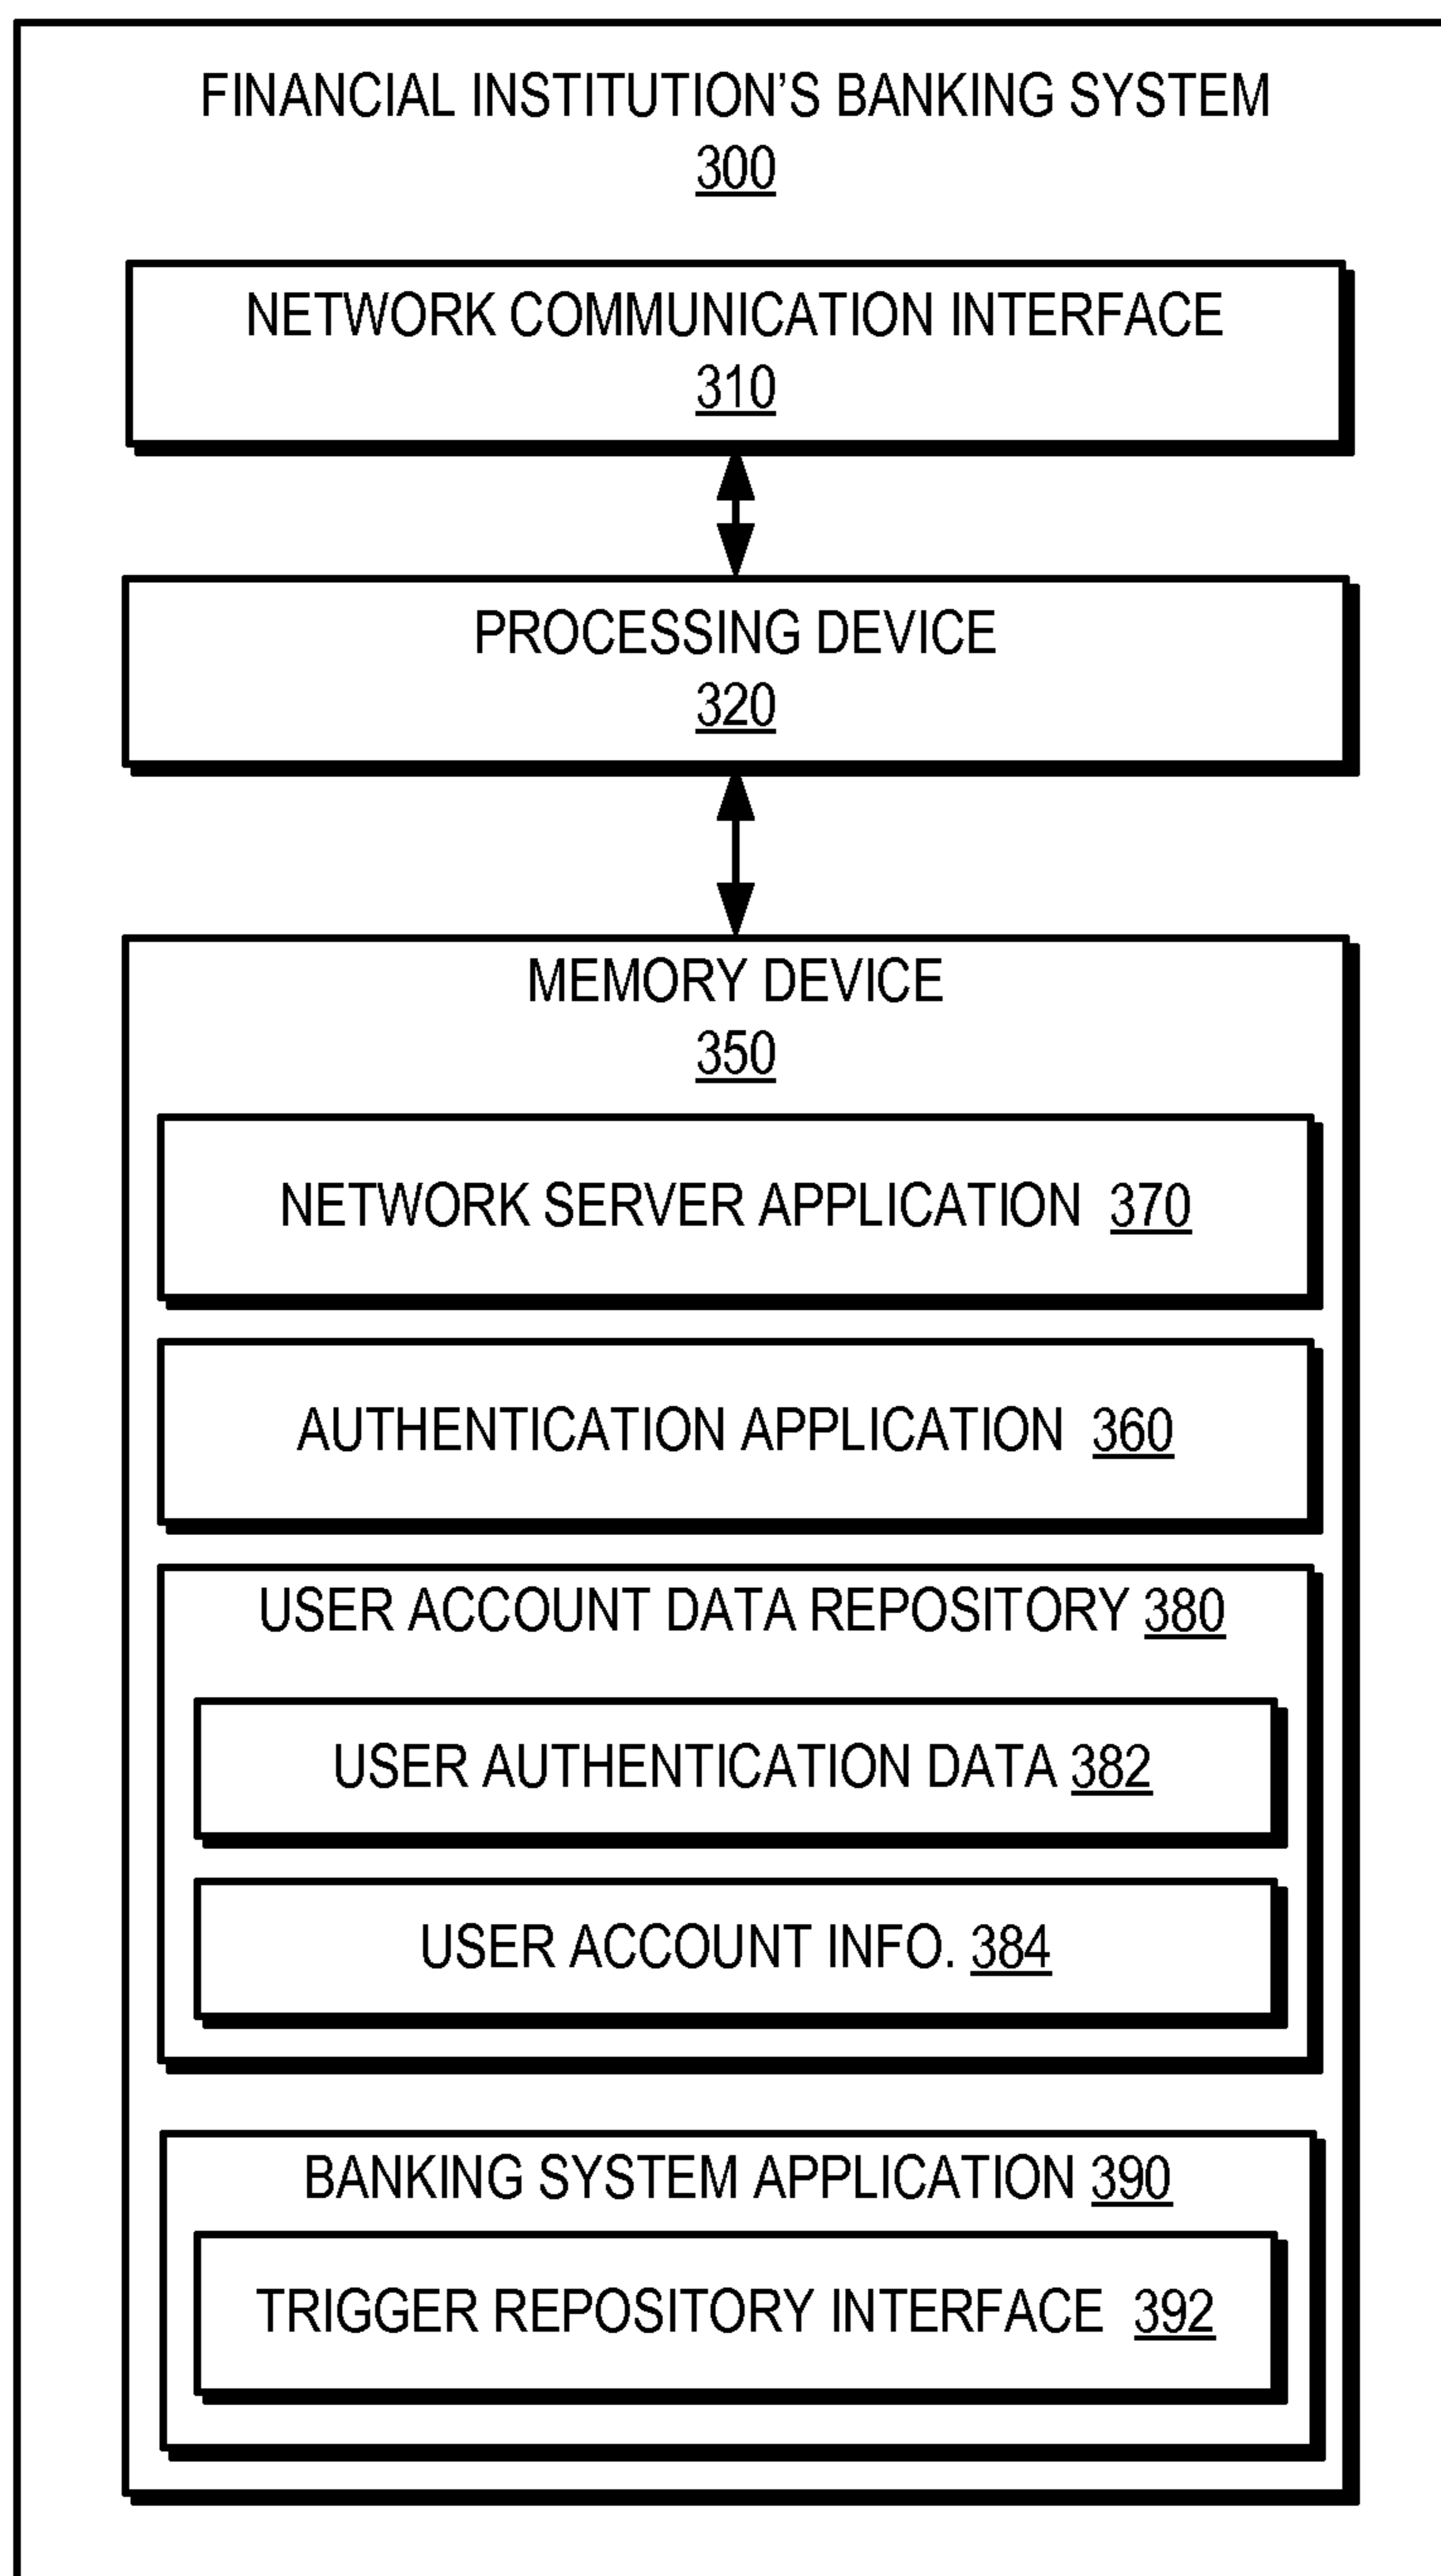 FINANCIAL INSTITUTION’S BANKING SYSTEM
300
NETWORK COMMUNICATION INTERFACE
310
PROCESSING DEVICE
320
MEMORY DEVICE
350
NETWORK SERVER APPLICATION 370
AUTHENTICATION APPLICATION 360
USER ACCOUNT DATA REPOSITORY 380
USER AUTHENTICATION DATA 382
USER ACCOUNT INFO. 384
BANKING SYSTEM APPLICATION 390
TRIGGER REPOSITORY INTERFACE 392